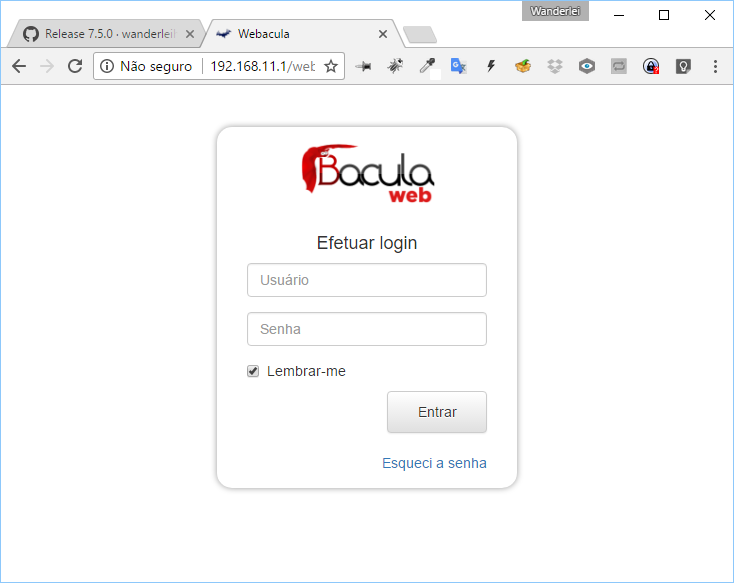 Wanderlei
Release 7.5.0 · wanderleih
Webacula
Não seguro
192.168.11.1/web
Bacula
web
Efetuar login
Usuário
Senha
Lembrar-me
Entrar
Esqueci a senha